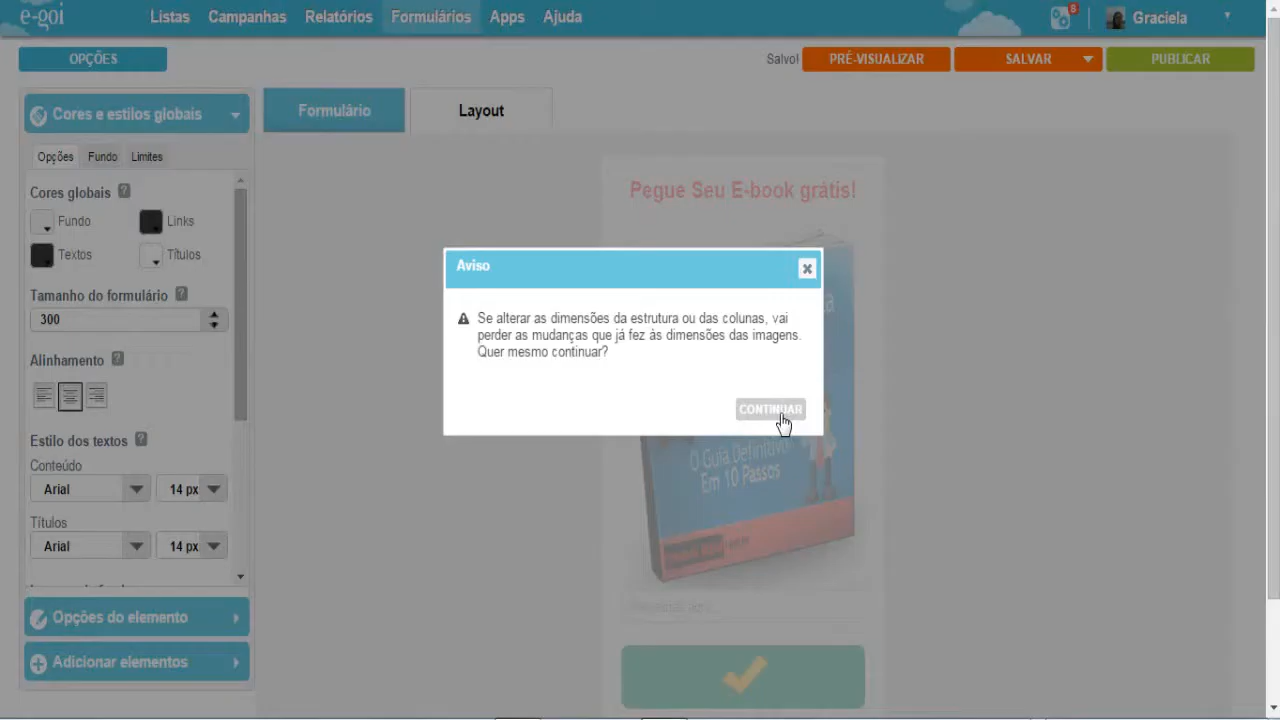 e-goi
Listas
Campanhas
Relatórios
Formulários
Apps
Ajuda
8
Graciela
OPÇÕES
Salvo!
PRÉ-VISUALIZAR
SALVAR
PUBLICAR
Cores e estilos globais
Formulário
Layout
Opções
Fundo
Limites
Cores globais ?
Fundo
Links
Textos
Títulos
Tamanho do formulário ?
300
Alinhamento ?
Estilo dos textos ?
Conteúdo
Arial
14 px
Títulos
Arial
14 px
Opções do elemento
Adicionar elementos
Pegue Seu E-book grátis!
Aviso
Se alterar as dimensões da estrutura ou das colunas, vai
perder as mudanças que já fez às dimensões das imagens.
Quer mesmo continuar?
CONTINUAR
O Guia Definitivo
Em 10 Passos